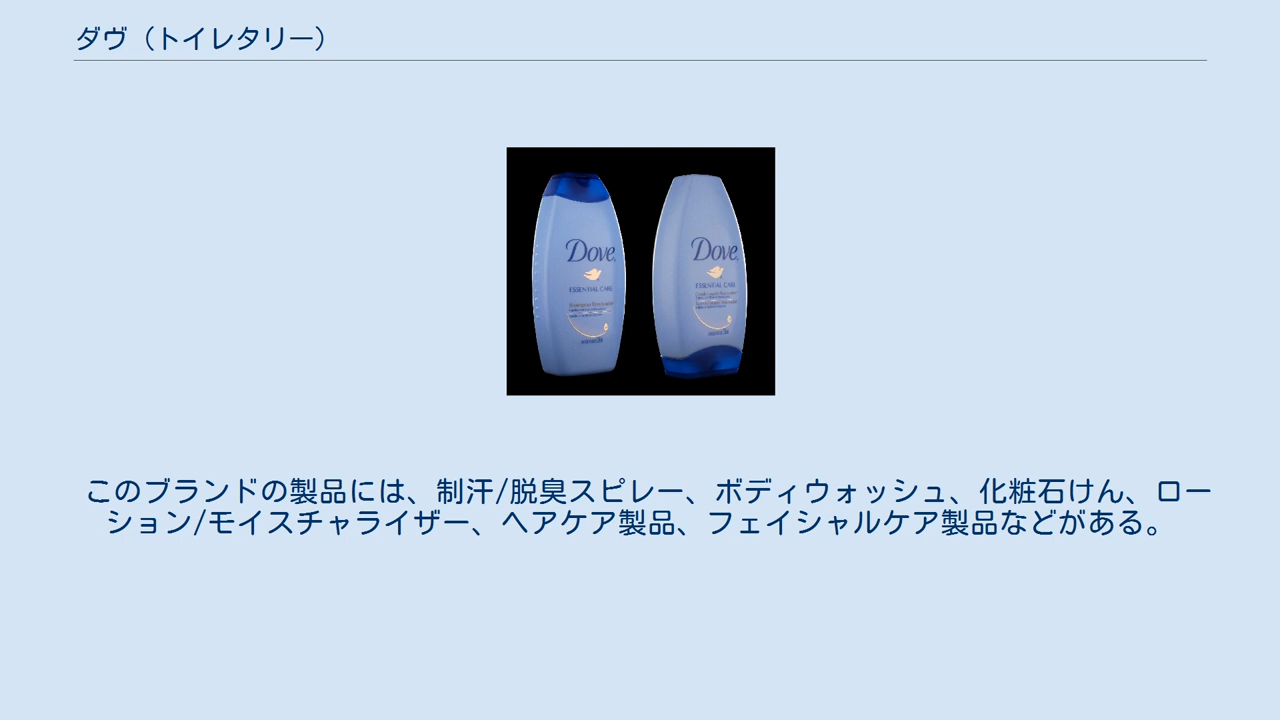 ダヴ（トイレタリー）
Dove
ESSENTIAL CARE
Dove
ESSENTIAL CARE
このブランドの製品には、制汗/脱臭スピレー、ボディウォッシュ、化粧石けん、ロー
ション/モイスチャライザー、ヘアケア製品、フェイシャルケア製品などがある。